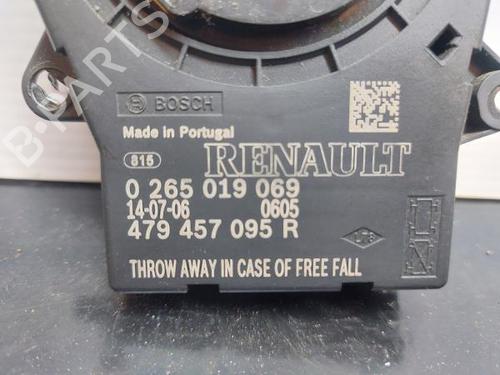 B-PARTS
BOSCH
Made in Portugal
815 RENAULT
0 265 019 069
14-07-06 0605
479 457 095 R
THROW AWAY IN CASE OF FREE FALL